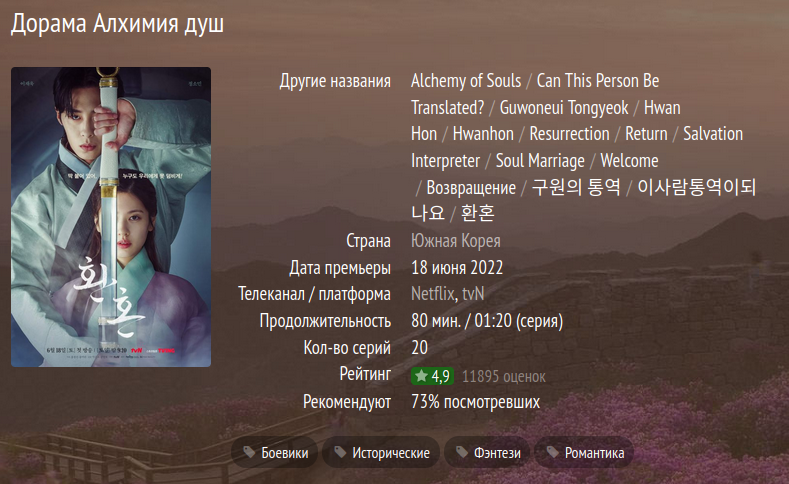 Дорама Алхимия душ
Другие названия Alchemy of Souls / Can This Person Be
Translated? / Guwoneui Tongyeok / Hwan
Hon / Hwanhon / Resurrection / Return / Salvation
Interpreter / Soul Marriage / Welcome
/ Возвращение / 구원의 통역 / 이사람통역이되
나요 / 환혼
Страна Южная Корея
Дата премьеры 18 июня 2022
Телеканал / платформа Netflix, tvN
Продолжительность 80 мин. / 01:20 (серия)
Кол-во серий 20
Рейтинг 4,9 11895 оценок
Рекомендуют 73% посмотревших
Боевики Исторические Фэнтези Романтика
환혼
tvN